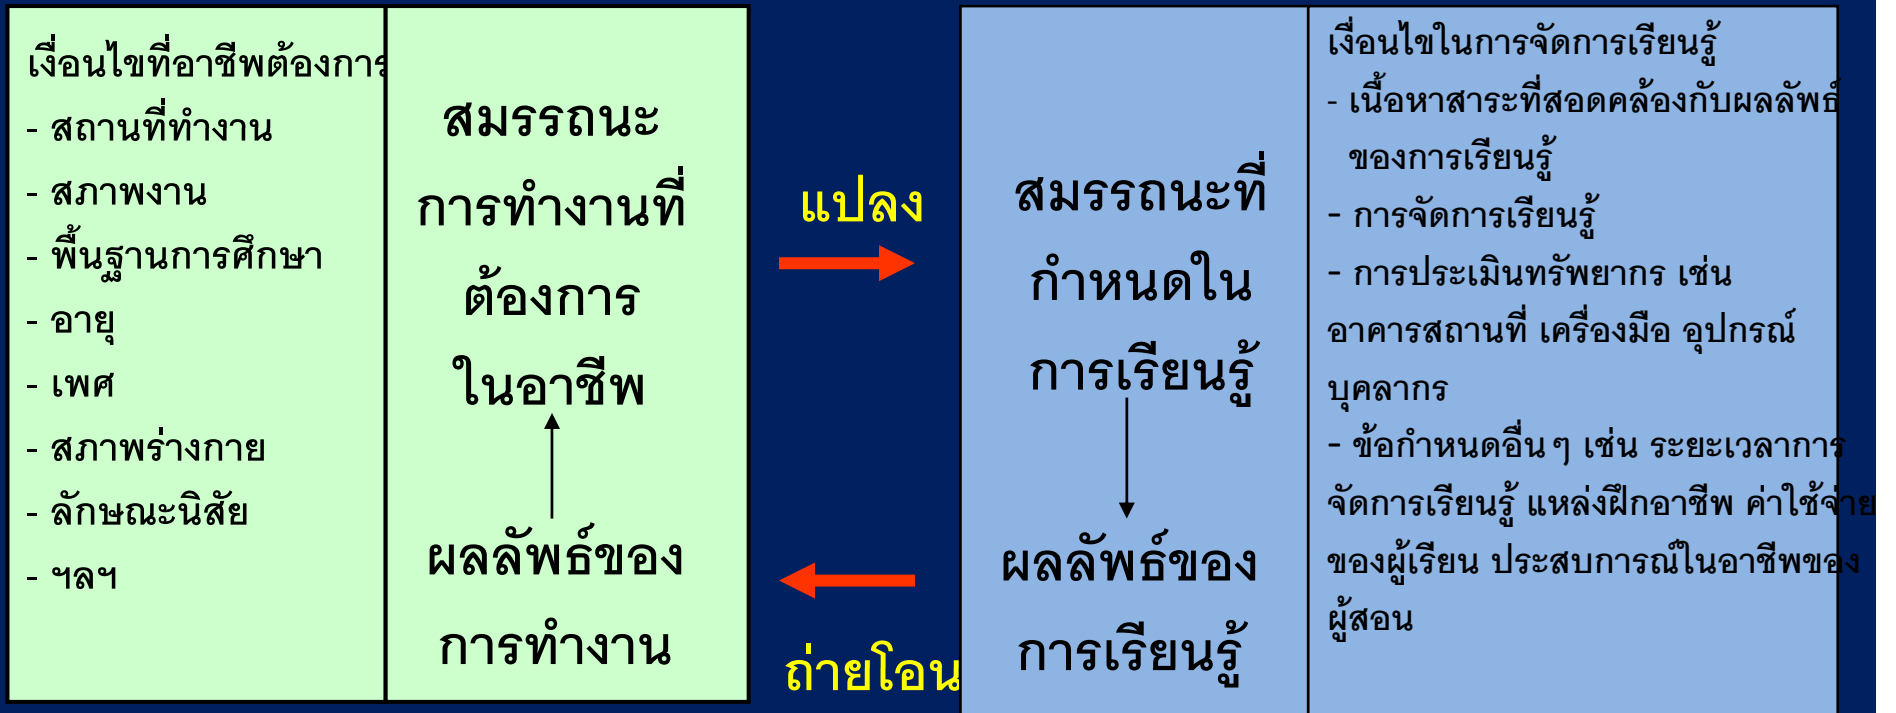 เงื่อนไขที่อาชีพต้องการ
- สถานที่ทำงาน
- สภาพงาน
- พื้นฐานการศึกษา
- อายุ
- เพศ
- สภาพร่างกาย
- ลักษณะนิสัย
- ฯลฯ
สมรรถนะ
การทำงานที่
ต้องการ
ในอาชีพ
ผลลัพธ์ของ
การทำงาน
แปลง
ถ่ายโอน
สมรรถนะที่
กำหนดใน
การเรียนรู้
ผลลัพธ์ของ
การเรียนรู้
เงื่อนไขในการจัดการเรียนรู้
- เนื้อหาสาระที่สอดคล้องกับผลลัพธ์
ของการเรียนรู้
- การจัดการเรียนรู้
- การประเมินทรัพยากร เช่น
อาคารสถานที่ เครื่องมือ อุปกรณ์
บุคลากร
- ข้อกำหนดอื่น ๆ เช่น ระยะเวลาการ
จัดการเรียนรู้ แหล่งฝึกอาชีพ ค่าใช้จ่าย
ของผู้เรียน ประสบการณ์ในอาชีพของ
ผู้สอน